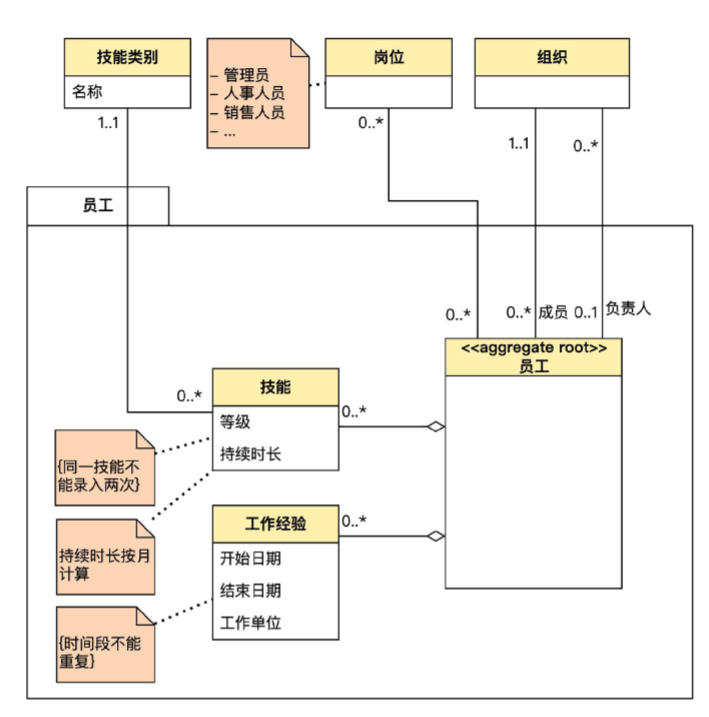 技能类别
名称
1..1
– 管理员
– 人事人员
– 销售人员
– ...
岗位
0..*
组织
1..1
0..*
员工
0..*
0..* 成员
0..1 负责人
<<aggregate root>>
员工
0..*
技能
等级
持续时长
0..*
{同一技能不
能录入两次}
持续时长按月
计算
工作经验
开始日期
结束日期
工作单位
0..*
{时间段不能
重复}